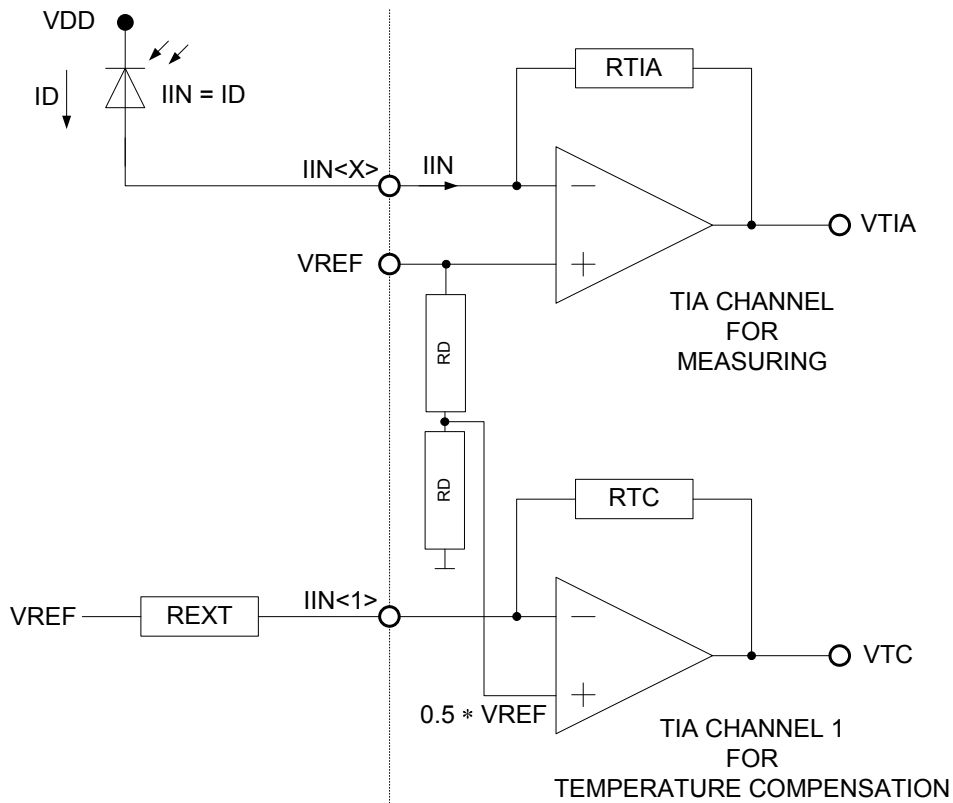 VDD
ID
IIN = ID
RTIA
IIN<X>
IIN
VTIA
VREF
TIA CHANNEL
FOR
MEASURING
RD
RD
RTC
IIN<1>
VREF
REXT
VTC
0.5 * VREF
TIA CHANNEL 1
FOR
TEMPERATURE COMPENSATION